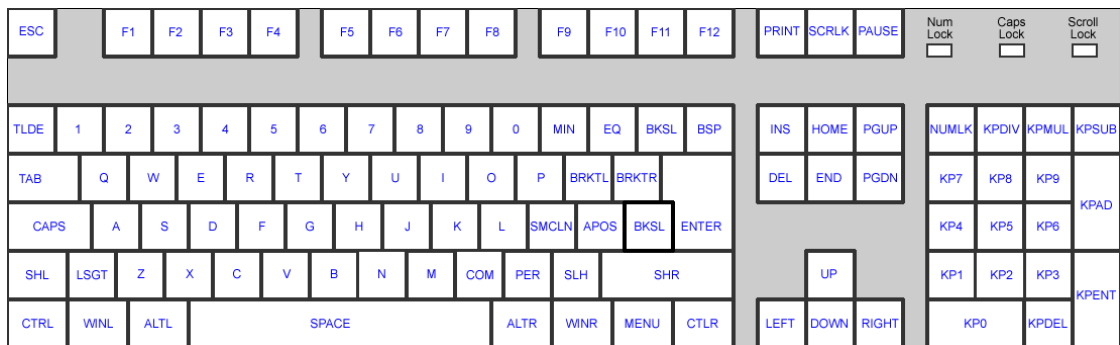 ESC F1 F2 F3 F4 F5 F6 F7 F8 F9 F10 F11 F12 PRINT SCRLK PAUSE Num Lock Caps Lock Scroll Lock
TLDE 1 2 3 4 5 6 7 8 9 0 MIN EQ BKSL BSP INS HOME PGUP NUMLK KPDIV KPMUL KPSUB
TAB Q W E R T Y U I O P BRKTL BRKTR DEL END PGDN KP7 KP8 KP9 KPAD
CAPS A S D F G H J K L SMCLN APOS BKSL ENTER KP4 KP5 KP6
SHL LSGT Z X C V B N M COM PER SLH SHR UP KP1 KP2 KP3 KPENT
CTRL WINL ALTL SPACE ALTR WINR MENU CTLR LEFT DOWN RIGHT KP0 KPDEL